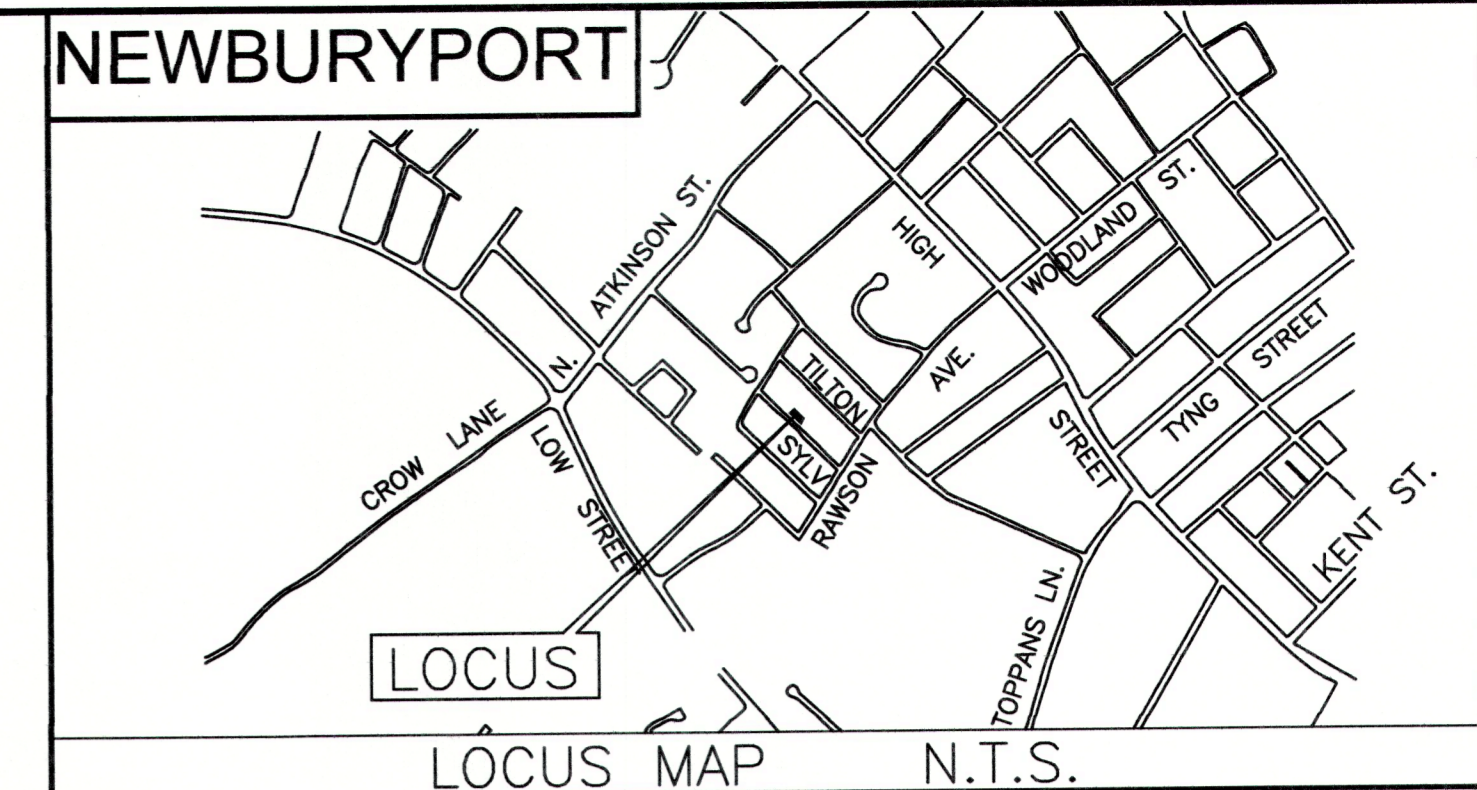 NEWBURYPORT
ATKINSON ST.
HIGH
WOODLAND ST.
TILTON
AVE.
STREET
TYNG STREET
N.
CROW LANE
LOW STREE
SYLV
RAWSON
KENT ST.
TOPPANS LN.
LOCUS
LOCUS MAP N.T.S.